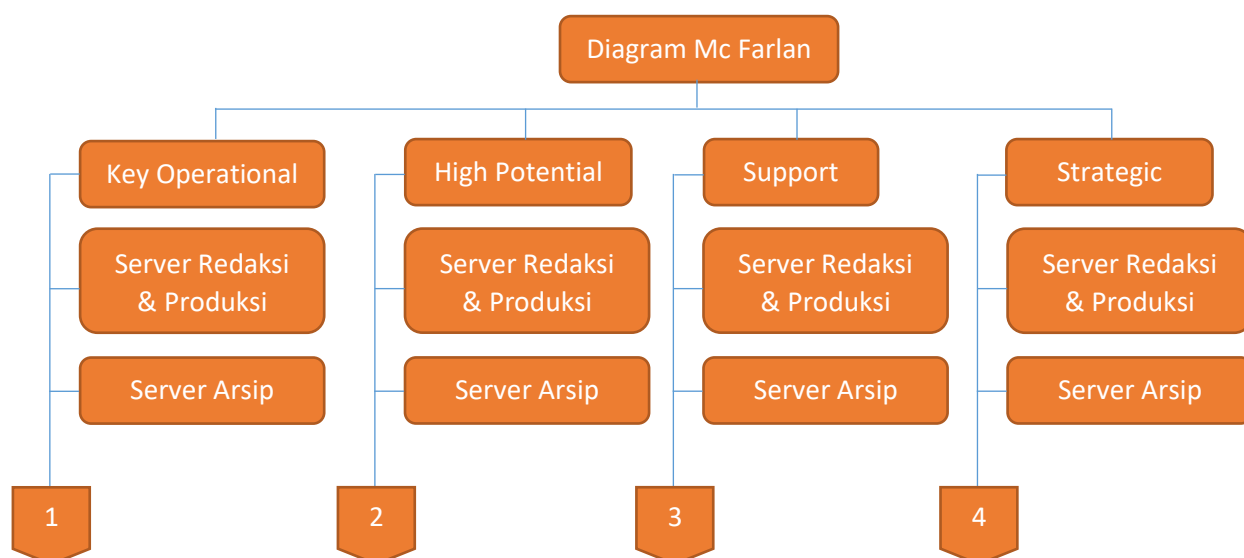 Diagram Mc Farlan
Key Operational
High Potential
Support
Strategic
Server Redaksi
& Produksi
Server Redaksi
& Produksi
Server Redaksi
& Produksi
Server Redaksi
& Produksi
Server Arsip
Server Arsip
Server Arsip
Server Arsip
1
2
3
4